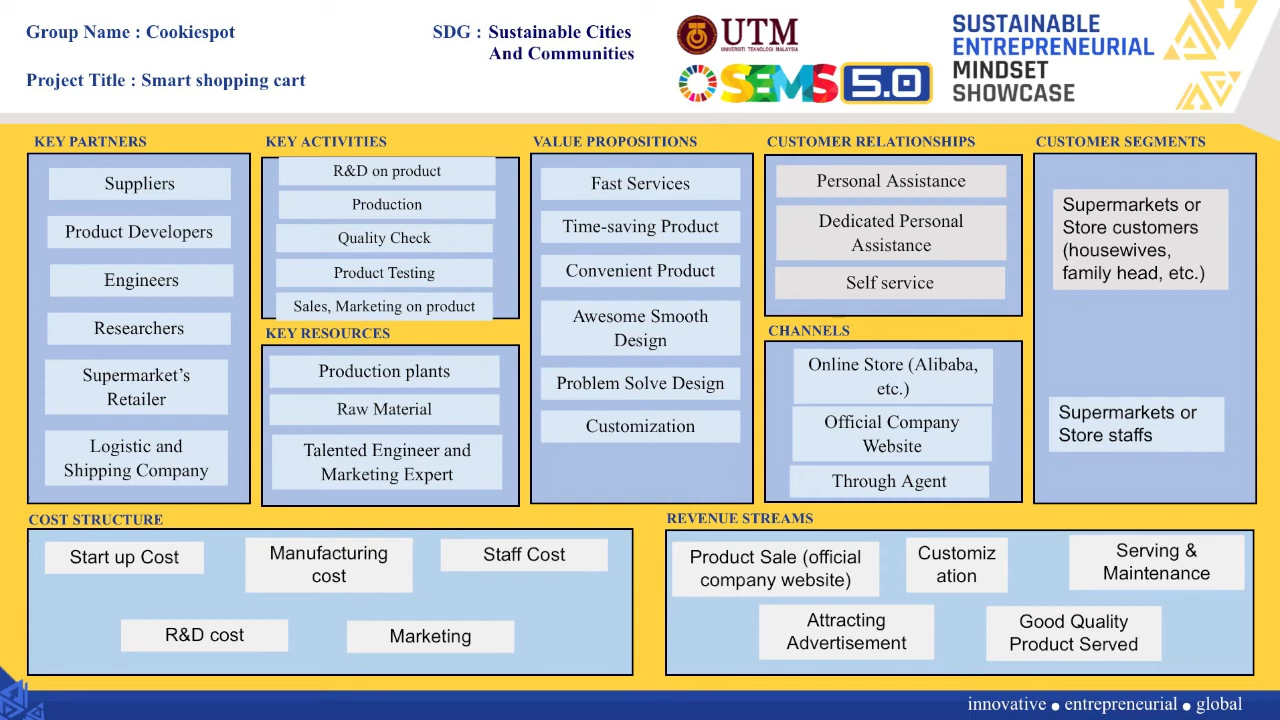 Group Name : Cookiespot
Project Title : Smart shopping cart
SDG : Sustainable Cities
And Communities
UTM
UNIVERSITI TEKNOLOGI MALAYSIA
SEMS 5.0
SUSTAINABLE
ENTREPRENEURIAL
MINDSET
SHOWCASE
KEY PARTNERS
Suppliers
Product Developers
Engineers
Researchers
Supermarket’s
Retailer
Logistic and
Shipping Company
KEY ACTIVITIES
R&D on product
Production
Quality Check
Product Testing
Sales, Marketing on product
KEY RESOURCES
Production plants
Raw Material
Talented Engineer and
Marketing Expert
VALUE PROPOSITIONS
Fast Services
Time-saving Product
Convenient Product
Awesome Smooth
Design
Problem Solve Design
Customization
CUSTOMER RELATIONSHIPS
Personal Assistance
Dedicated Personal
Assistance
Self service
CHANNELS
Online Store (Alibaba,
etc.)
Official Company
Website
Through Agent
CUSTOMER SEGMENTS
Supermarkets or
Store customers
(housewives,
family head, etc.)
Supermarkets or
Store staffs
COST STRUCTURE
Start up Cost
Manufacturing
cost
Staff Cost
R&D cost
Marketing
REVENUE STREAMS
Product Sale (official
company website)
Customiz
ation
Serving &
Maintenance
Attracting
Advertisement
Good Quality
Product Served
innovative ● entrepreneurial ● global